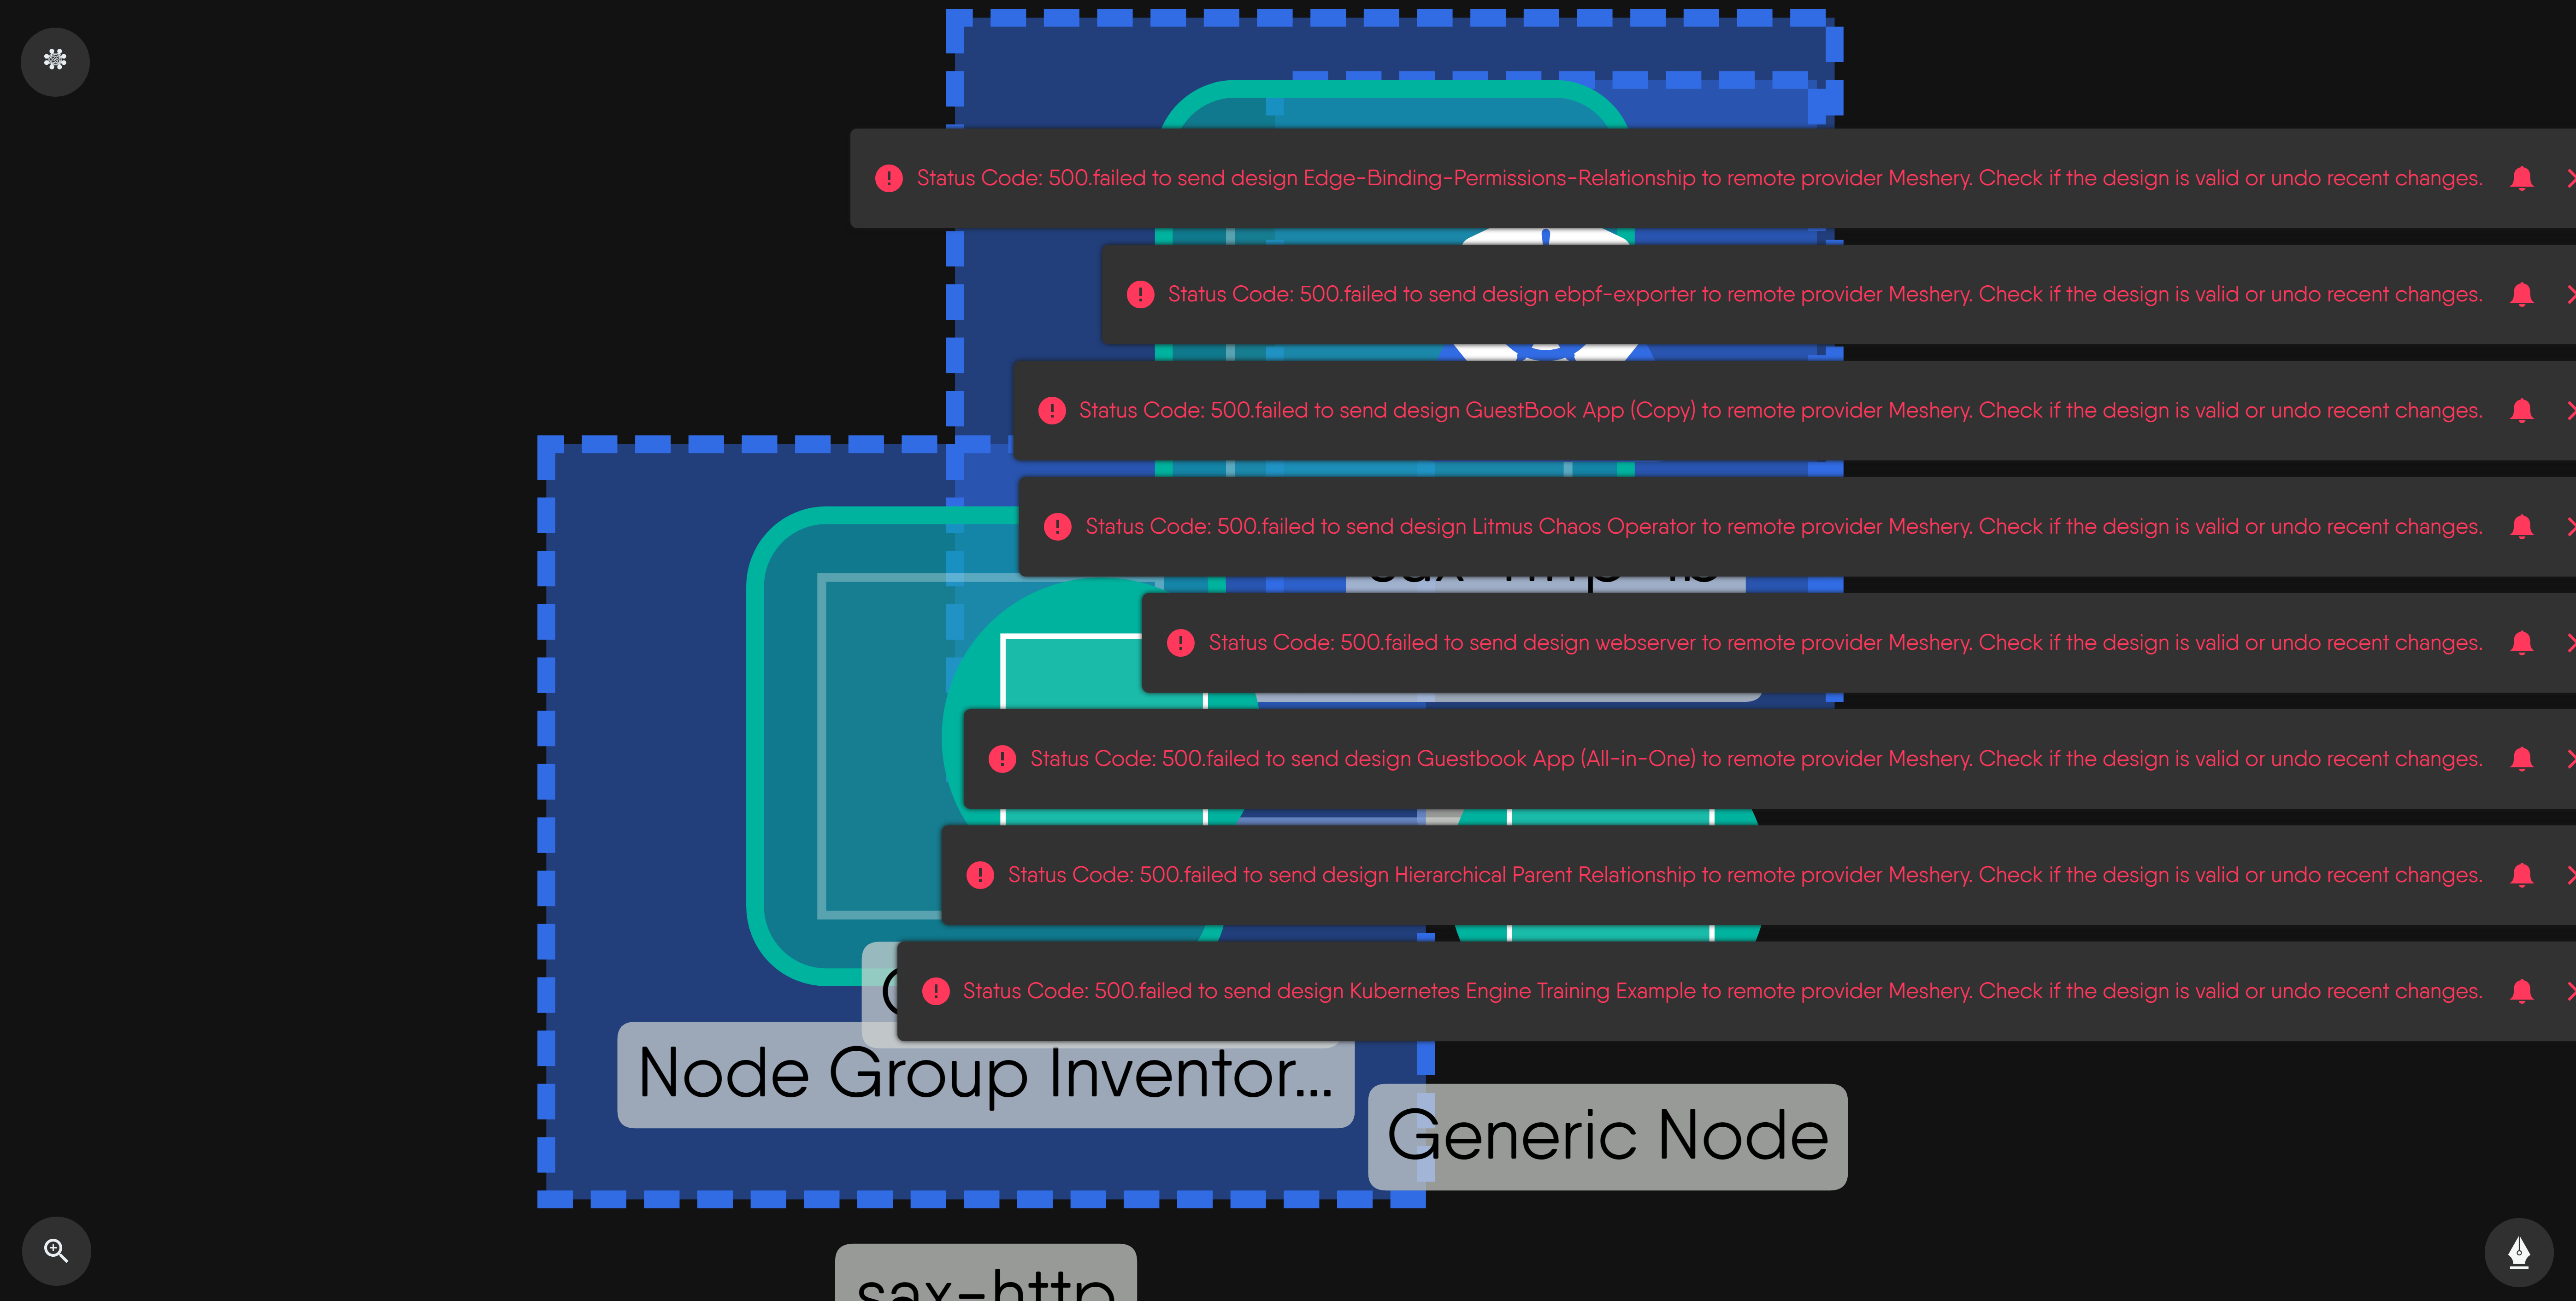 Status Code: 500.failed to send design Edge-Binding-Permissions-Relationship to remote provider Meshery. Check if the design is valid or undo recent changes.
Status Code: 500.failed to send design ebpf-exporter to remote provider Meshery. Check if the design is valid or undo recent changes.
Status Code: 500.failed to send design GuestBook App (Copy) to remote provider Meshery. Check if the design is valid or undo recent changes.
Status Code: 500.failed to send design Litmus Chaos Operator to remote provider Meshery. Check if the design is valid or undo recent changes.
Status Code: 500.failed to send design webserver to remote provider Meshery. Check if the design is valid or undo recent changes.
Status Code: 500.failed to send design Guestbook App (All-in-One) to remote provider Meshery. Check if the design is valid or undo recent changes.
Status Code: 500.failed to send design Hierarchical Parent Relationship to remote provider Meshery. Check if the design is valid or undo recent changes.
Status Code: 500.failed to send design Kubernetes Engine Training Example to remote provider Meshery. Check if the design is valid or undo recent changes.
Node Group Inventor...
Generic Node
sax-http